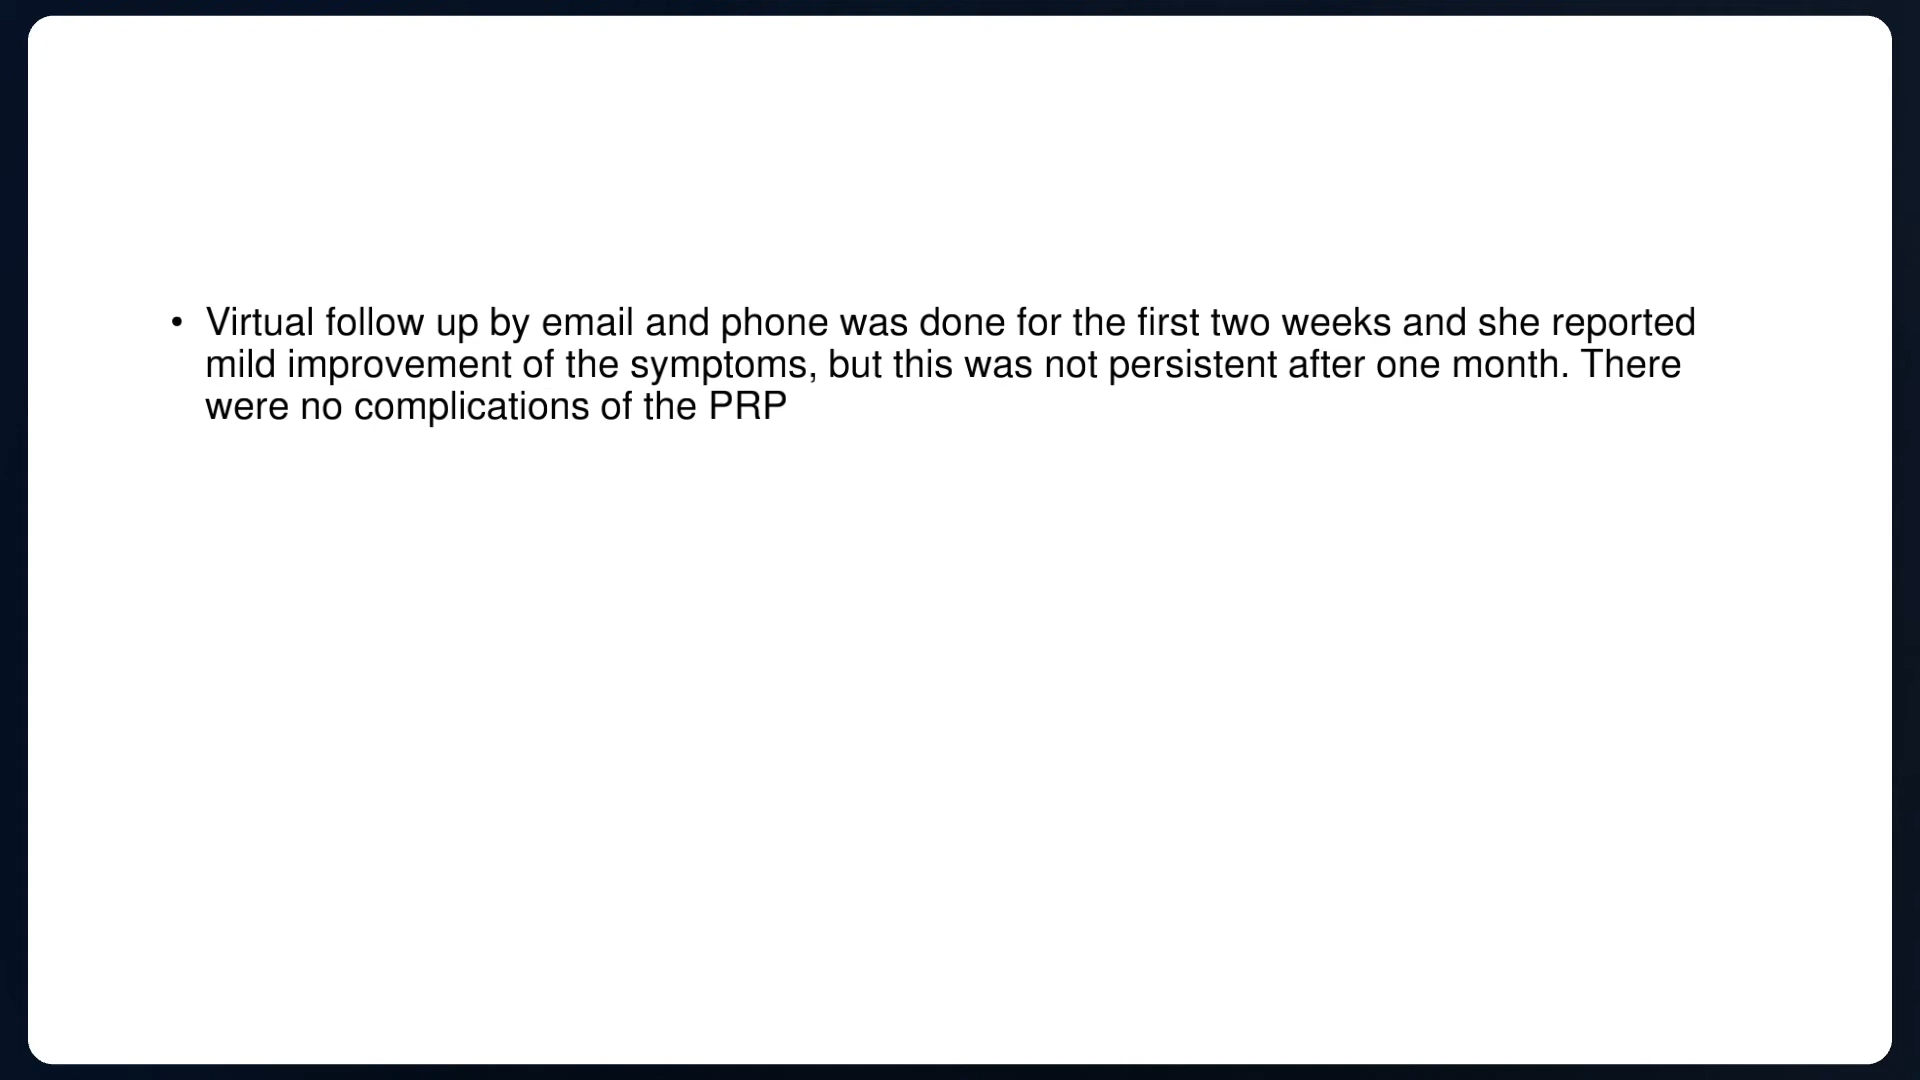 • Virtual follow up by email and phone was done for the first two weeks and she reported
mild improvement of the symptoms, but this was not persistent after one month. There
were no complications of the PRP